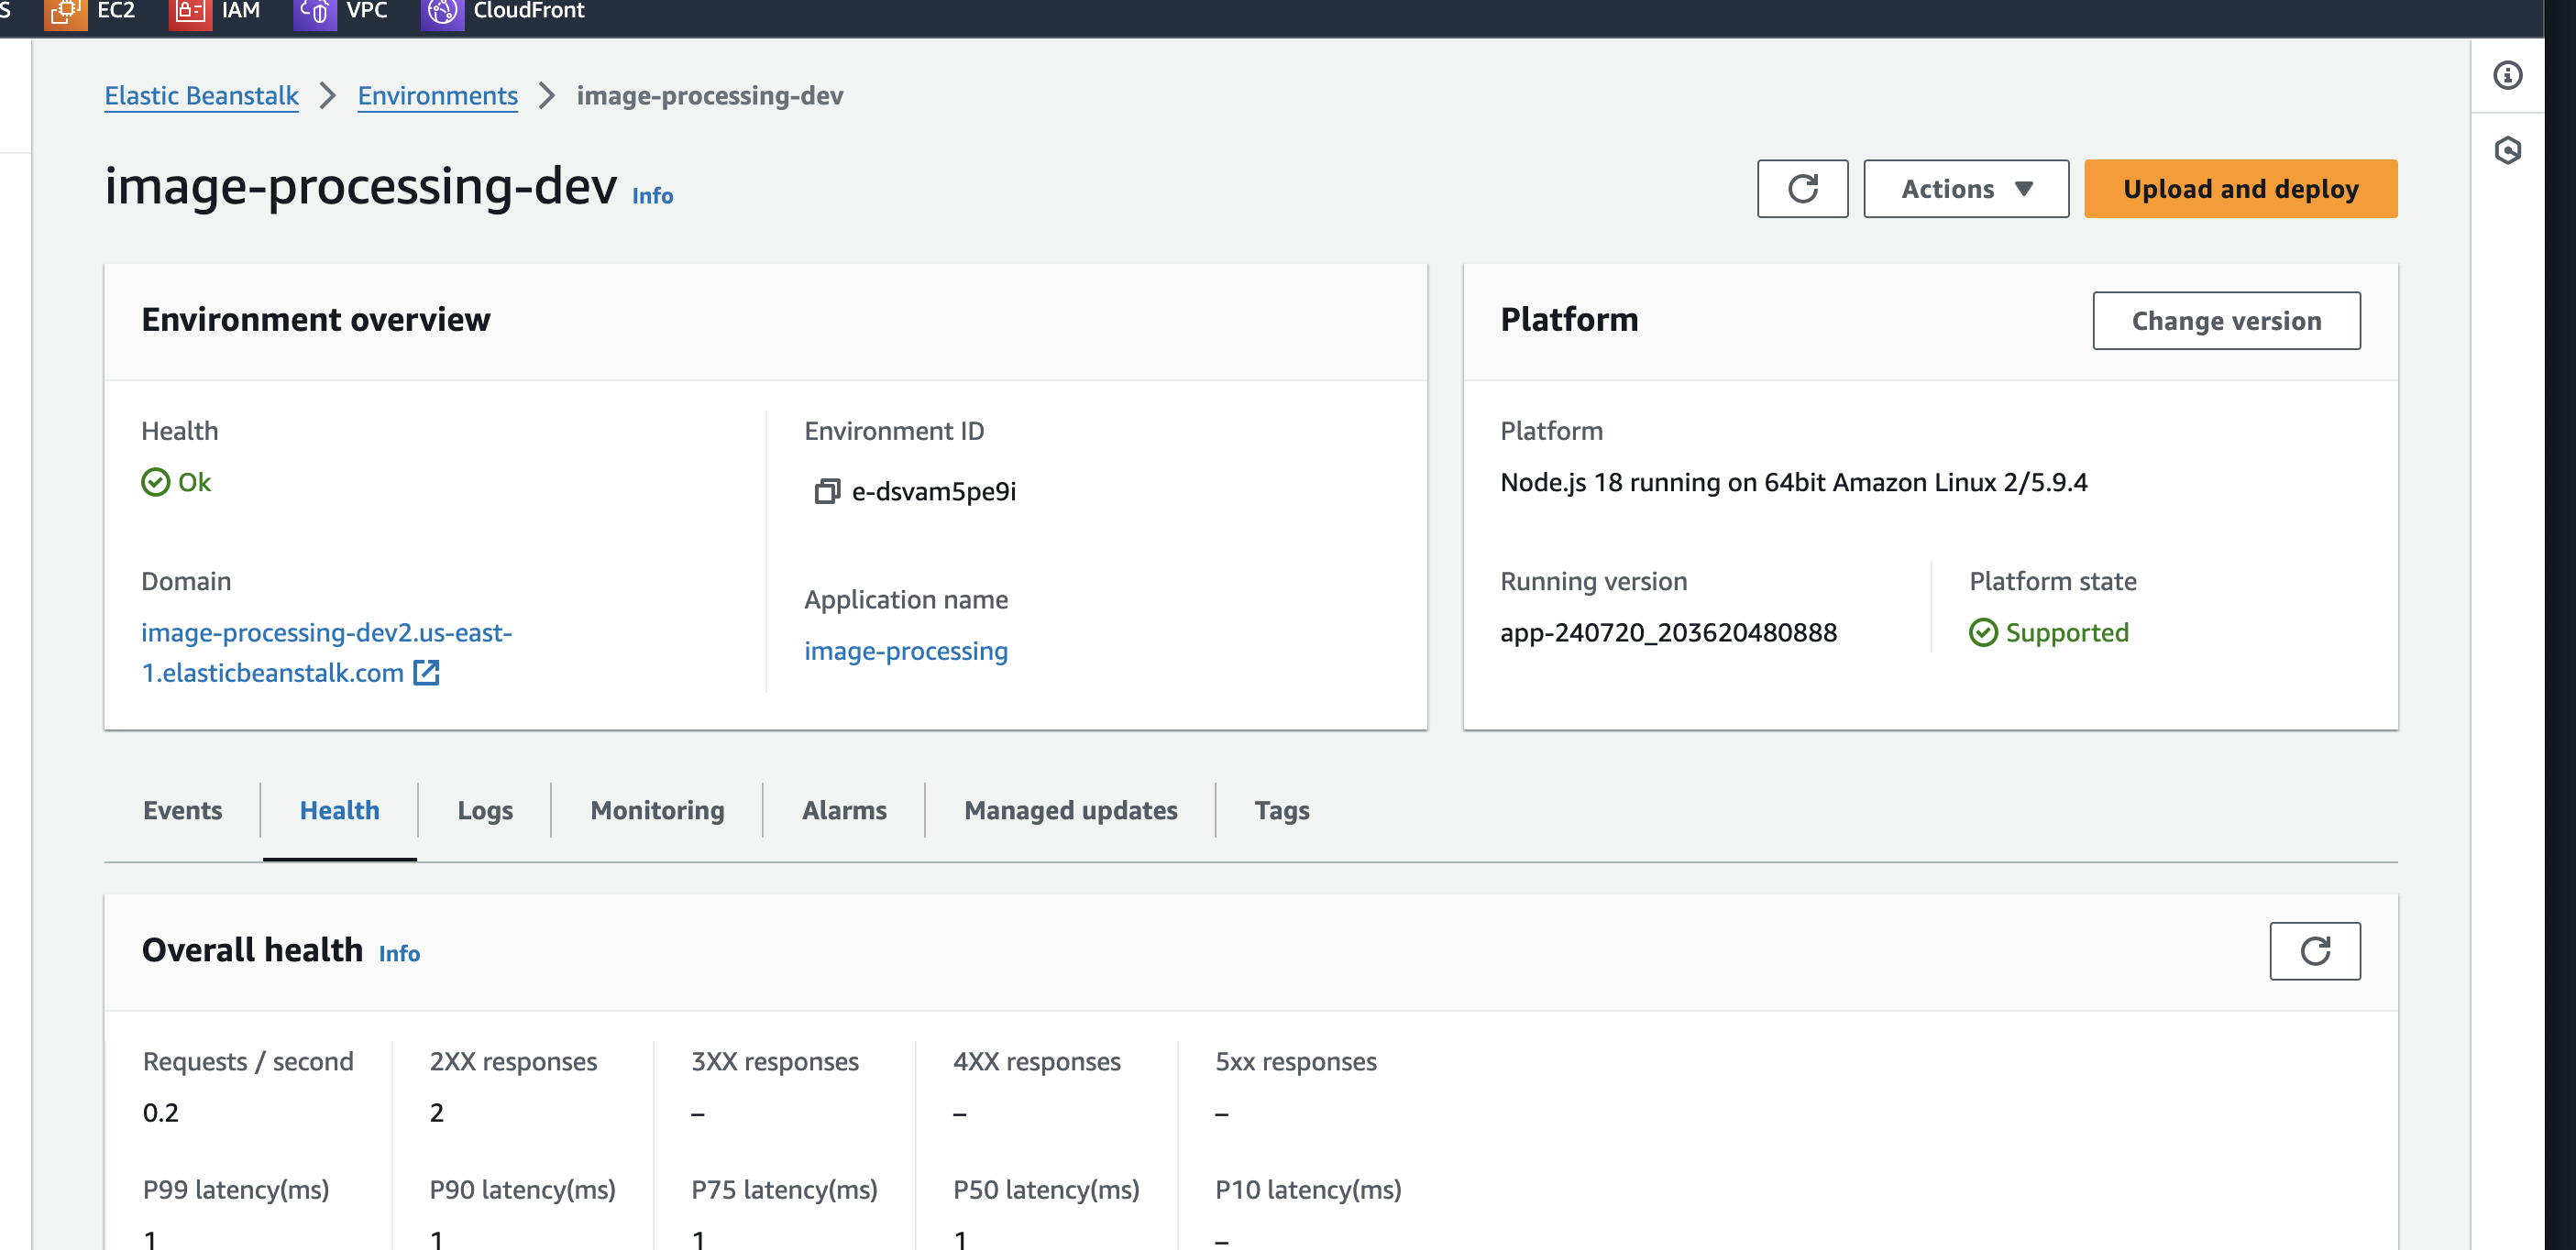 S EC2 IAM VPC CloudFront
Elastic Beanstalk Environments image-processing-dev
image-processing-dev Info
Actions Upload and deploy
Environment overview
Health
Ok
Domain
image-processing-dev2.us-east-
1.elasticbeanstalk.com
Environment ID
e-dsvam5pe9i
Application name
image-processing
Platform Change version
Platform
Node.js 18 running on 64bit Amazon Linux 2/5.9.4
Running version
app-240720_203620480888
Platform state
Supported
Events Health Logs Monitoring Alarms Managed updates Tags
Overall health Info
Requests / second 2XX responses 3XX responses 4XX responses 5xx responses
0.2 2 – – –
P99 latency(ms) P90 latency(ms) P75 latency(ms) P50 latency(ms) P10 latency(ms)
1 1 1 1 –